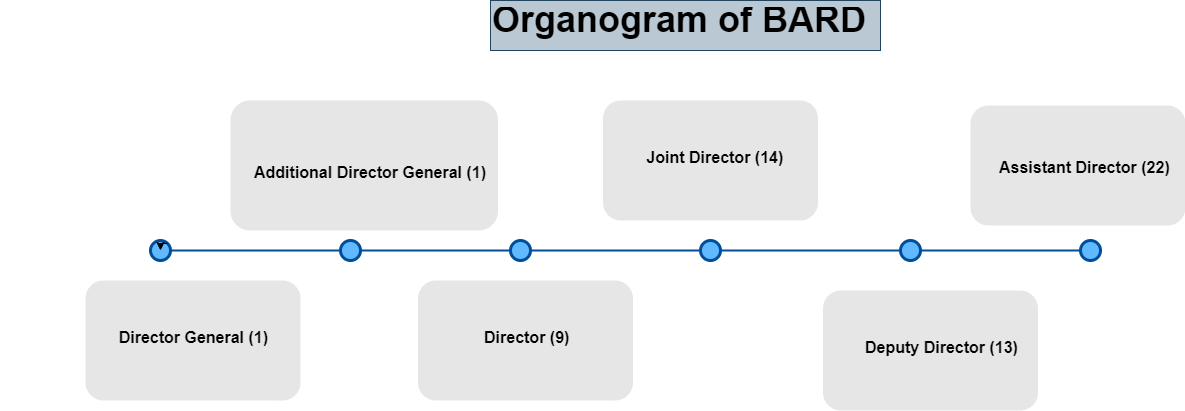 Organogram of BARD
Additional Director General (1)
Joint Director (14)
Assistant Director (22)
Director General (1)
Director (9)
Deputy Director (13)